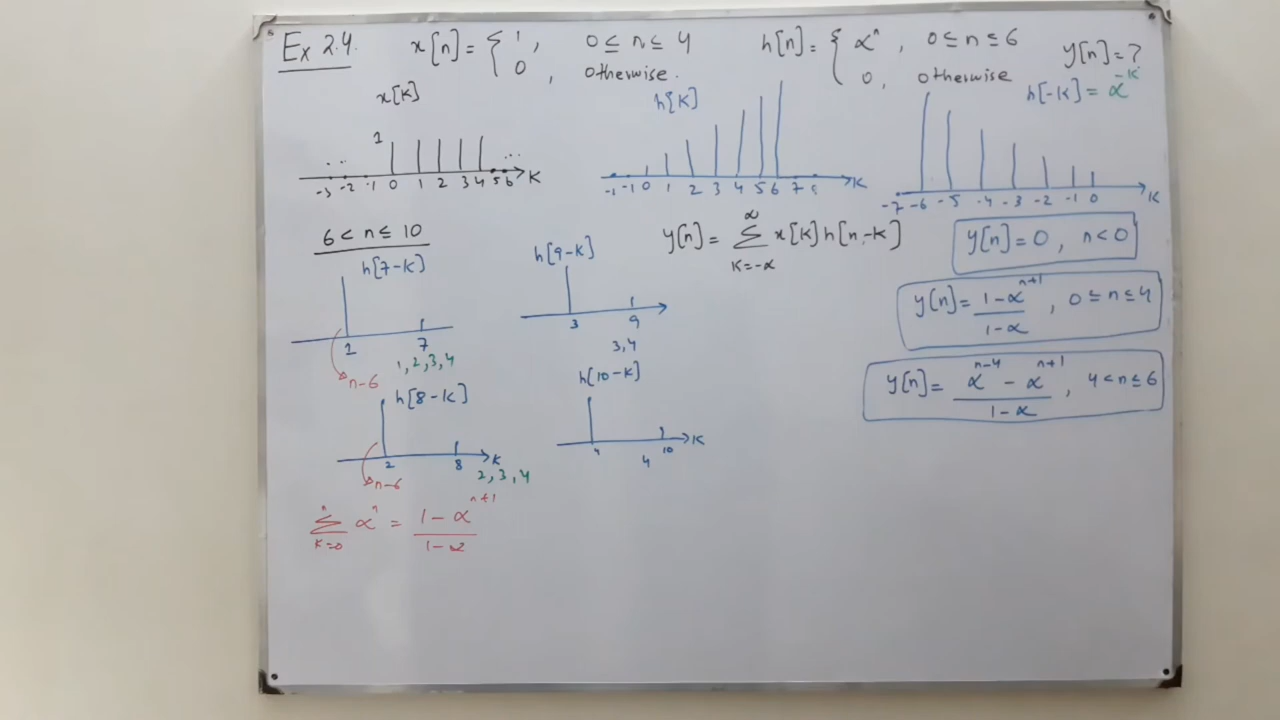 Ex 2.4
x[n] = { 1, 0 ≤ n ≤ 4
0, otherwise.
h[n] = { α^n, 0 ≤ n ≤ 6
0, otherwise
y[n] = ?
x[k]
1
-3 -2 -1 0 1 2 3 4 5 6 k
h[k]
-1 -1 0 1 2 3 4 5 6 7 k
h[-k] = α^-k
-7 -6 -5 -4 -3 -2 -1 0 k
6 < n ≤ 10
y[n] = ∑ x[k] h[n-k]
∞
k=-∞
y[n] = 0, n < 0
h[7-k]
1 7
1, 2, 3, 4
n-6
h[9-k]
3 9
3, 4
y[n] = (1-α^n+1)/(1-α), 0 ≤ n ≤ 4
h[8-k]
2 8 k
2, 3, 4
n-6
h[10-k]
4 10 k
4
y[n] = (α^n-4 - α^n+1)/(1-α), 4 < n ≤ 6
n
∑ α^n = (1-α^n+1)/(1-α)
k=0